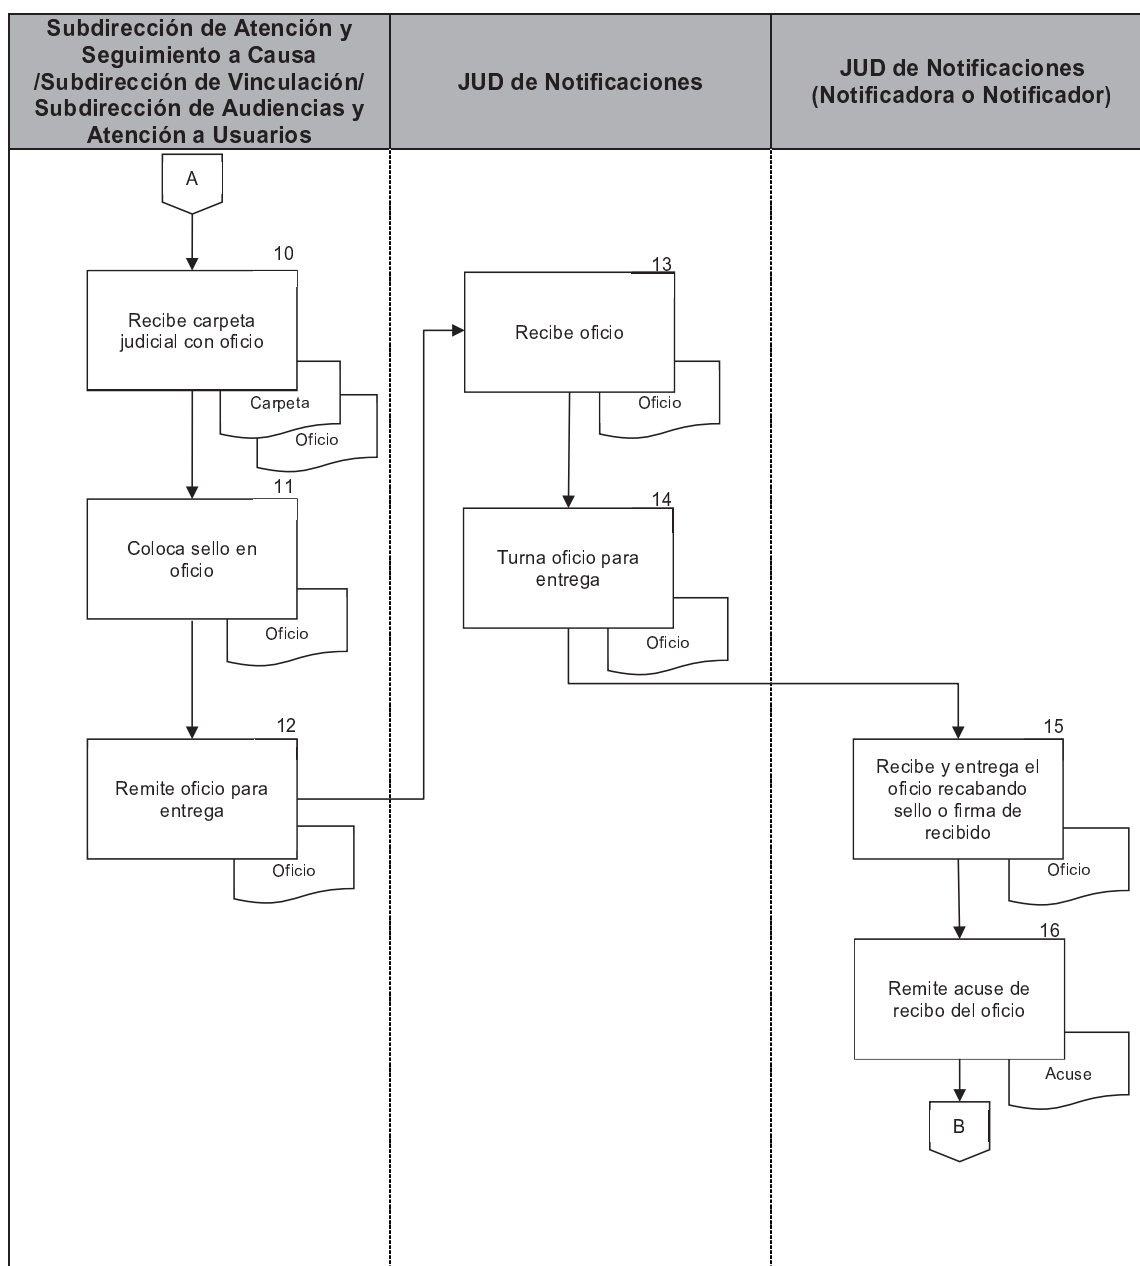 Subdirección de Atención y
Seguimiento a Causa
/Subdirección de Vinculación/
Subdirección de Audiencias y
Atención a Usuarios
JUD de Notificaciones
JUD de Notificaciones
(Notificadora o Notificador)
A
10
Recibe carpeta
judicial con oficio
Carpeta
Oficio
11
Coloca sello en
oficio
Oficio
12
Remite oficio para
entrega
Oficio
13
Recibe oficio
Oficio
14
Turna oficio para
entrega
Oficio
15
Recibe y entrega el
oficio recabando
sello o firma de
recibido
Oficio
16
Remite acuse de
recibo del oficio
Acuse
B